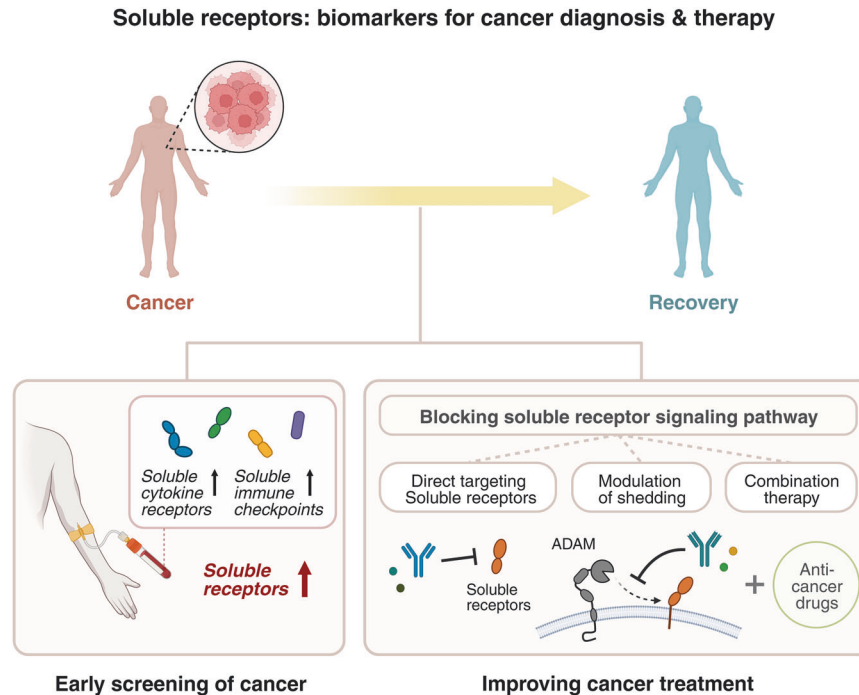 Soluble receptors: biomarkers for cancer diagnosis & therapy
Cancer
Recovery
Soluble
cytokine
receptors
Soluble
immune
checkpoints
Soluble
receptors
Early screening of cancer
Blocking soluble receptor signaling pathway
Direct targeting
Soluble receptors
Modulation
of shedding
Combination
therapy
Soluble
receptors
ADAM
+
Anti-
cancer
drugs
Improving cancer treatment